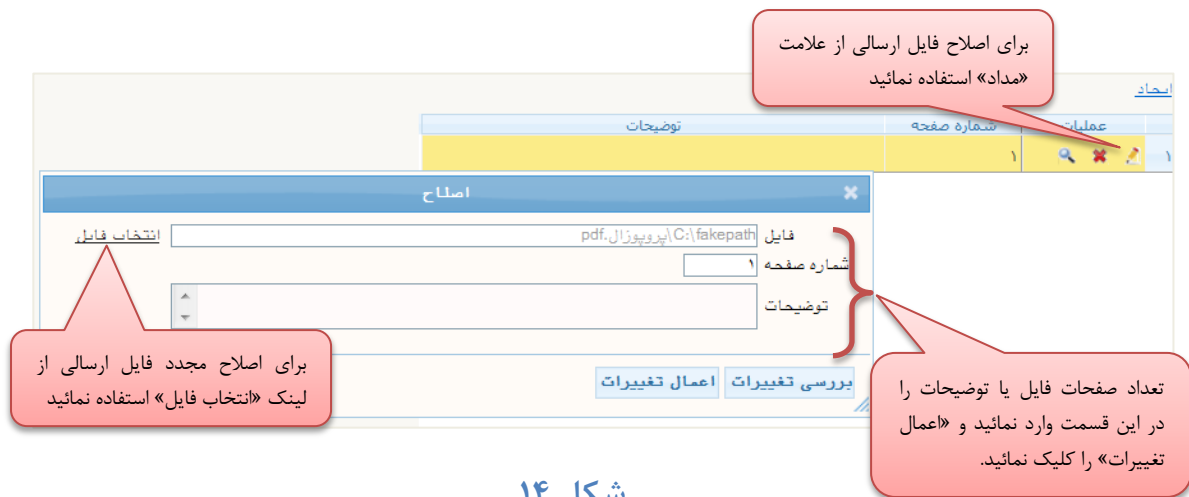 برای اصلاح فایل ارسالی از علامت
«مداد» استفاده نمائید
ایجاد
عملیات شماره صفحه توضیحات
۱ ۱
اصلاح
فایل C:\fakepath\پروپوزال.pdf انتخاب فایل
شماره صفحه ۱
توضیحات
بررسی تغییرات اعمال تغییرات
برای اصلاح مجدد فایل ارسالی از
لینک «انتخاب فایل» استفاده نمائید
تعداد صفحات فایل یا توضیحات را
در این قسمت وارد نمائید و «اعمال
تغییرات» را کلیک نمائید.
شکل ۱۴